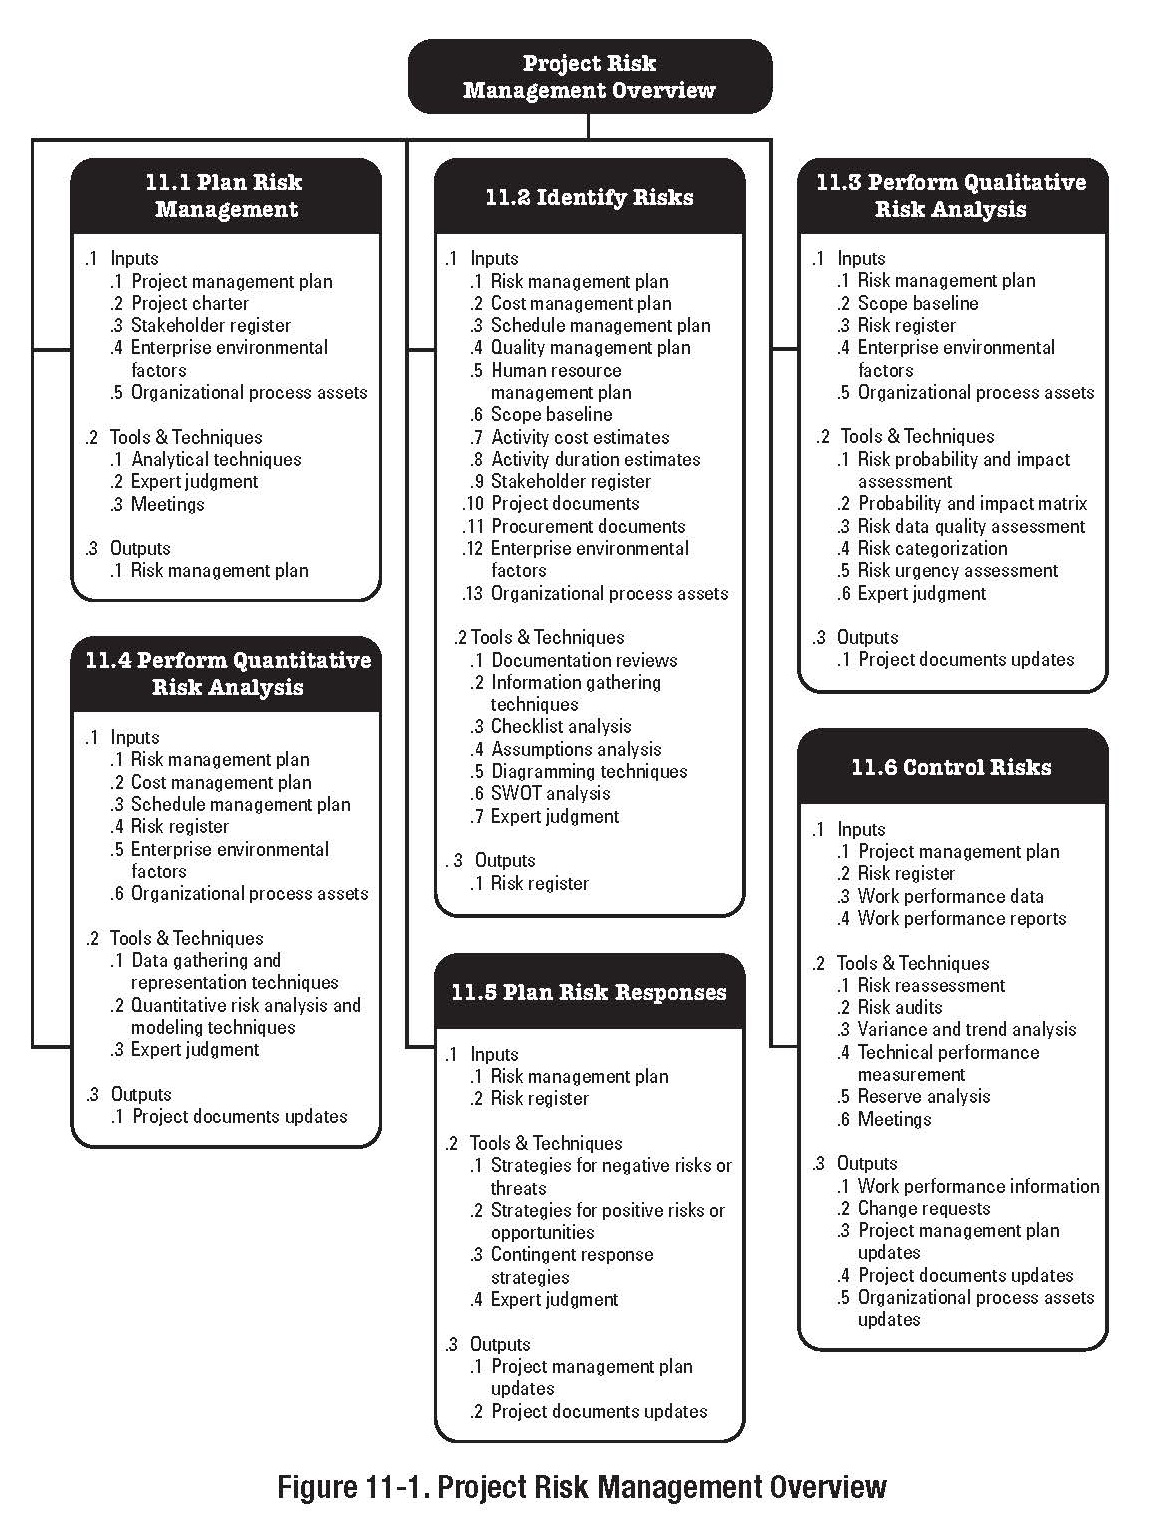 Project Risk
Management Overview
11.1 Plan Risk
Management
.1 Inputs
.1 Project management plan
.2 Project charter
.3 Stakeholder register
.4 Enterprise environmental
factors
.5 Organizational process assets
.2 Tools & Techniques
.1 Analytical techniques
.2 Expert judgment
.3 Meetings
.3 Outputs
.1 Risk management plan
11.2 Identify Risks
.1 Inputs
.1 Risk management plan
.2 Cost management plan
.3 Schedule management plan
.4 Quality management plan
.5 Human resource
management plan
.6 Scope baseline
.7 Activity cost estimates
.8 Activity duration estimates
.9 Stakeholder register
.10 Project documents
.11 Procurement documents
.12 Enterprise environmental
factors
.13 Organizational process assets
.2 Tools & Techniques
.1 Documentation reviews
.2 Information gathering
techniques
.3 Checklist analysis
.4 Assumptions analysis
.5 Diagramming techniques
.6 SWOT analysis
.7 Expert judgment
. 3 Outputs
.1 Risk register
11.3 Perform Qualitative
Risk Analysis
.1 Inputs
.1 Risk management plan
.2 Scope baseline
.3 Risk register
.4 Enterprise environmental
factors
.5 Organizational process assets
.2 Tools & Techniques
.1 Risk probability and impact
assessment
.2 Probability and impact matrix
.3 Risk data quality assessment
.4 Risk categorization
.5 Risk urgency assessment
.6 Expert judgment
.3 Outputs
.1 Project documents updates
11.4 Perform Quantitative
Risk Analysis
.1 Inputs
.1 Risk management plan
.2 Cost management plan
.3 Schedule management plan
.4 Risk register
.5 Enterprise environmental
factors
.6 Organizational process assets
.2 Tools & Techniques
.1 Data gathering and
representation techniques
.2 Quantitative risk analysis and
modeling techniques
.3 Expert judgment
.3 Outputs
.1 Project documents updates
11.5 Plan Risk Responses
.1 Inputs
.1 Risk management plan
.2 Risk register
.2 Tools & Techniques
.1 Strategies for negative risks or
threats
.2 Strategies for positive risks or
opportunities
.3 Contingent response
strategies
.4 Expert judgment
.3 Outputs
.1 Project management plan
updates
.2 Project documents updates
11.6 Control Risks
.1 Inputs
.1 Project management plan
.2 Risk register
.3 Work performance data
.4 Work performance reports
.2 Tools & Techniques
.1 Risk reassessment
.2 Risk audits
.3 Variance and trend analysis
.4 Technical performance
measurement
.5 Reserve analysis
.6 Meetings
.3 Outputs
.1 Work performance information
.2 Change requests
.3 Project management plan
updates
.4 Project documents updates
.5 Organizational process assets
updates
Figure 11-1. Project Risk Management Overview